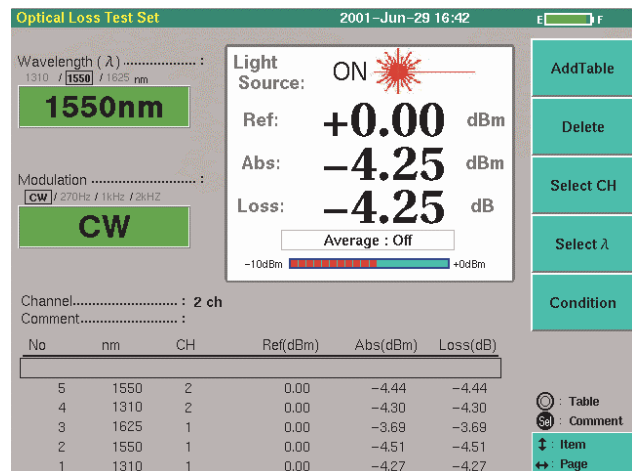 Optical Loss Test Set 2001-Jun-29 16:42 E F
Wavelength ( λ ) .................. :
1310 / 1550 / 1625 nm
1550nm
Modulation .......................... :
CW / 270Hz / 1kHz / 2kHZ
CW
Light Source: ON
Ref: +0.00 dBm
Abs: −4.25 dBm
Loss: −4.25 dB
Average : Off
−10dBm +0dBm
AddTable
Delete
Select CH
Select λ
Condition
Channel........................ : 2 ch
Comment....................... :
No nm CH Ref(dBm) Abs(dBm) Loss(dB)
5 1550 2 0.00 −4.44 −4.44
4 1310 2 0.00 −4.30 −4.30
3 1625 1 0.00 −3.69 −3.69
2 1550 1 0.00 −4.51 −4.51
1 1310 1 0.00 −4.27 −4.27
: Table
Sel : Comment
↕ : Item
↔ : Page